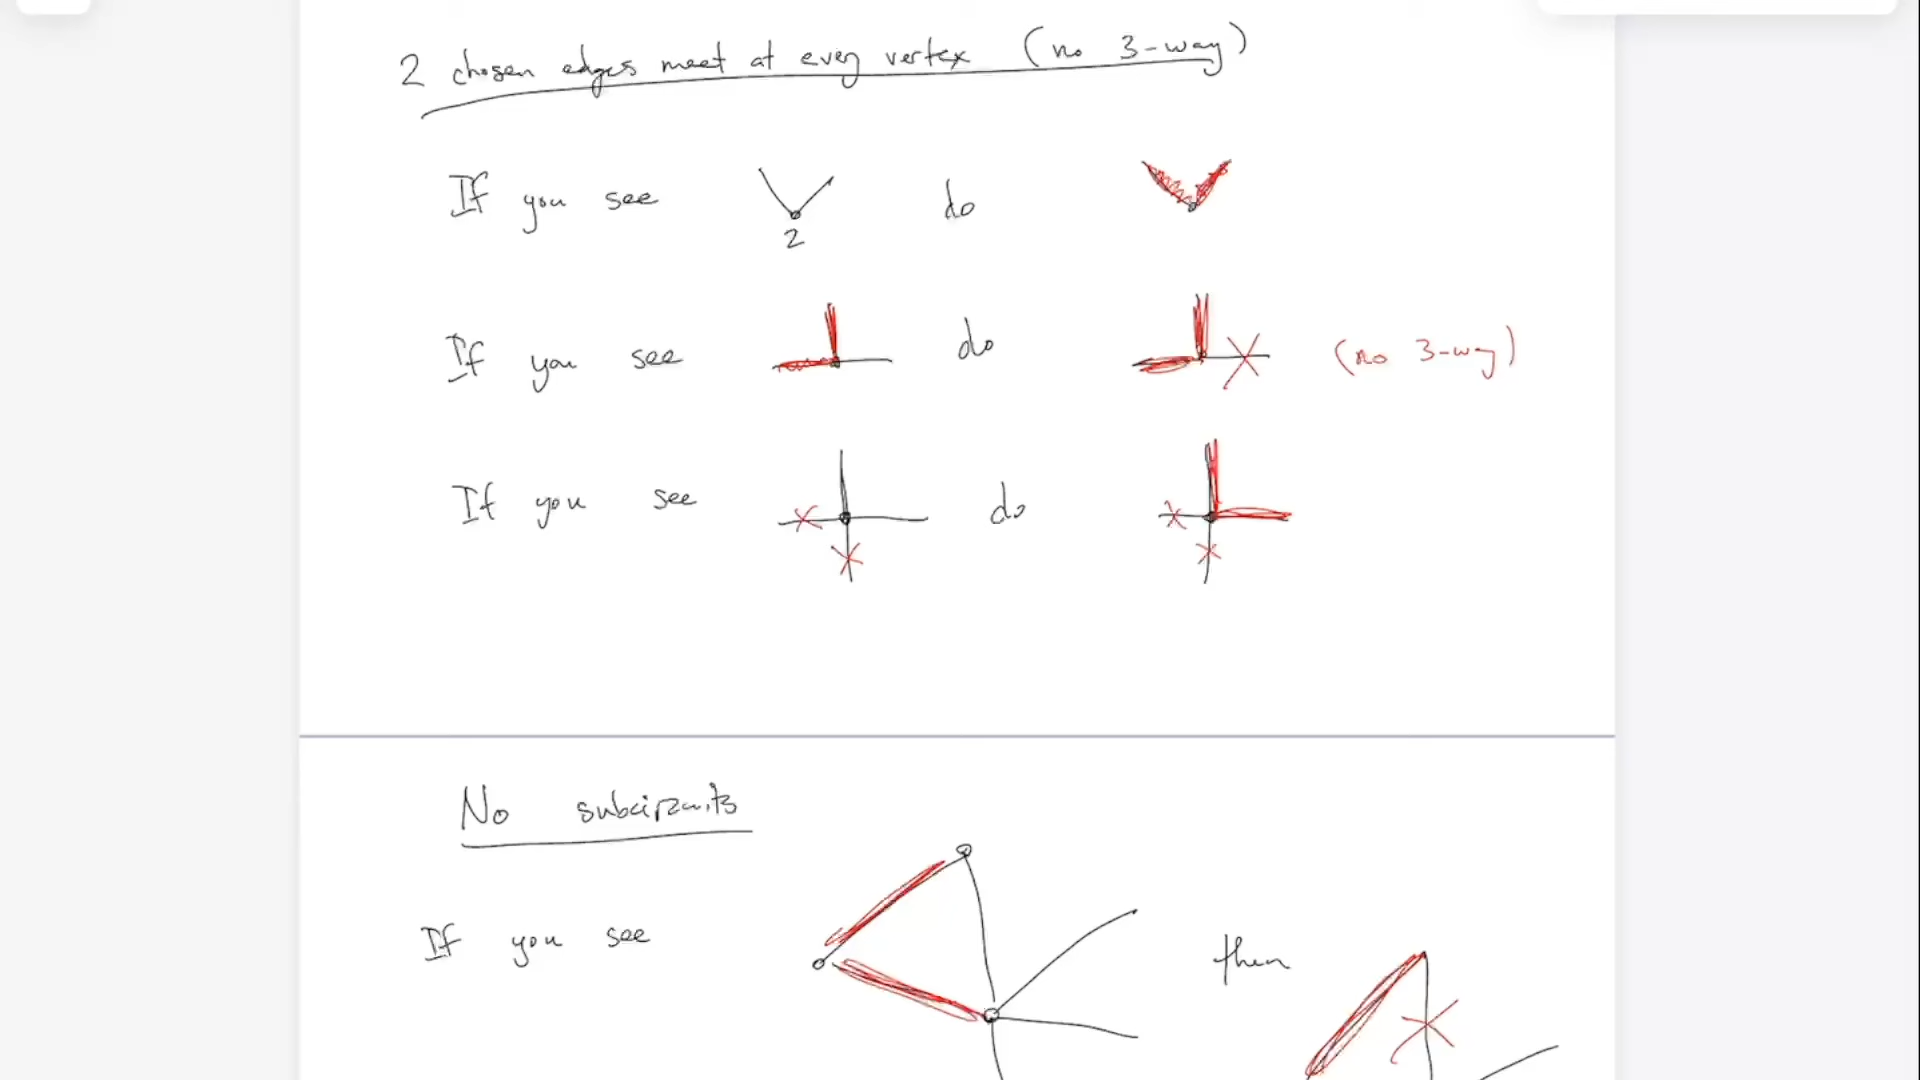 2 chosen edges meet at every vertex (no 3-way)
If you see 2 do
If you see do (no 3-way)
If you see do
No subcircuits
If you see then